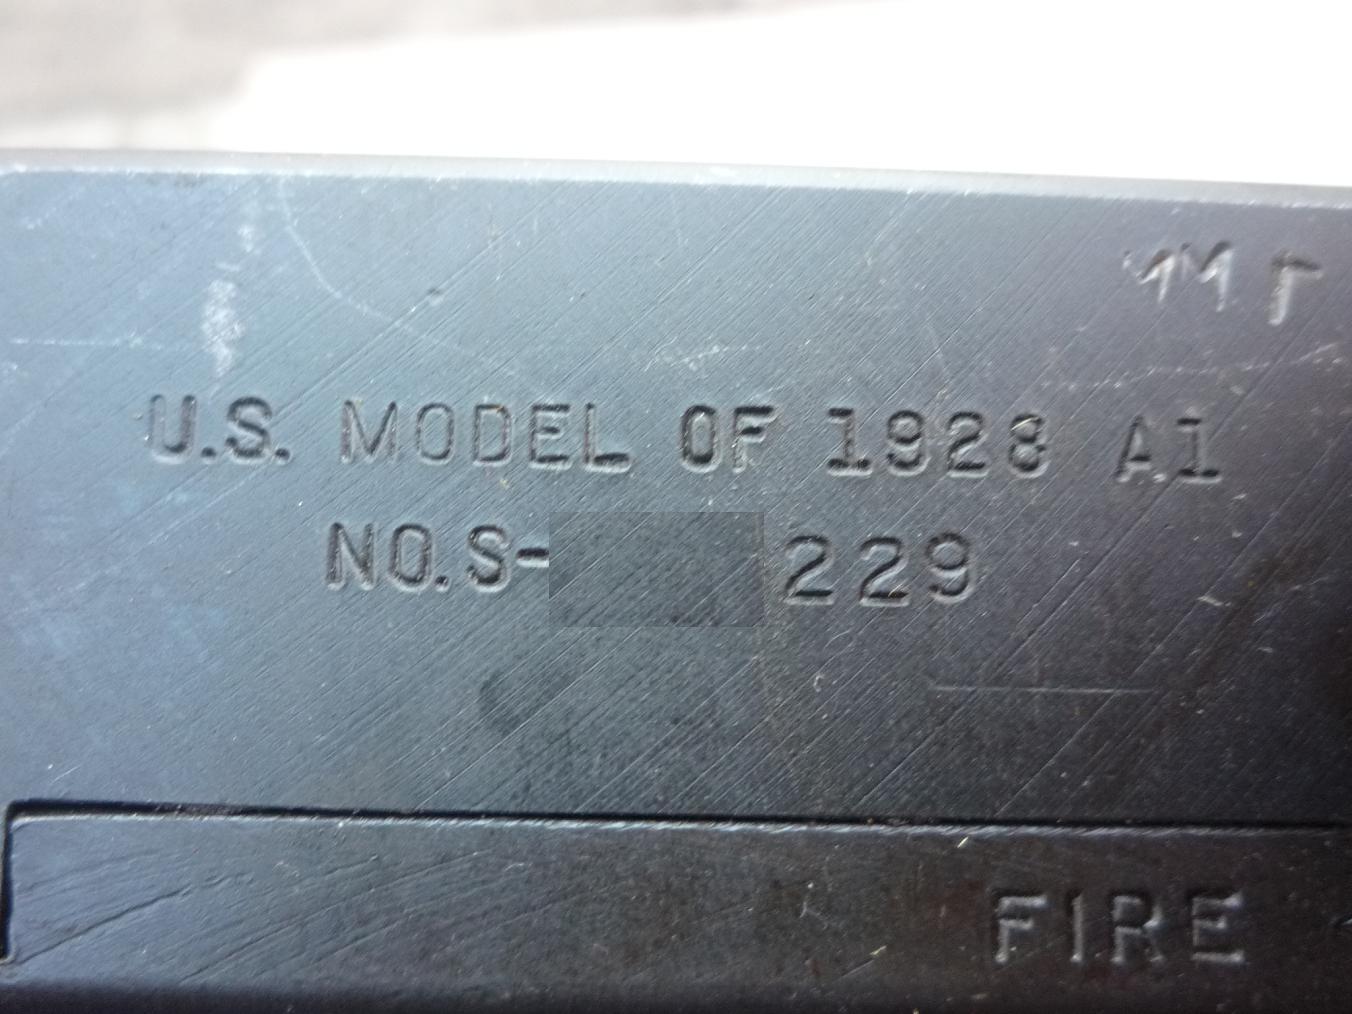 U.S. MODEL OF 1928 A1
NO. S- 229
FIRE